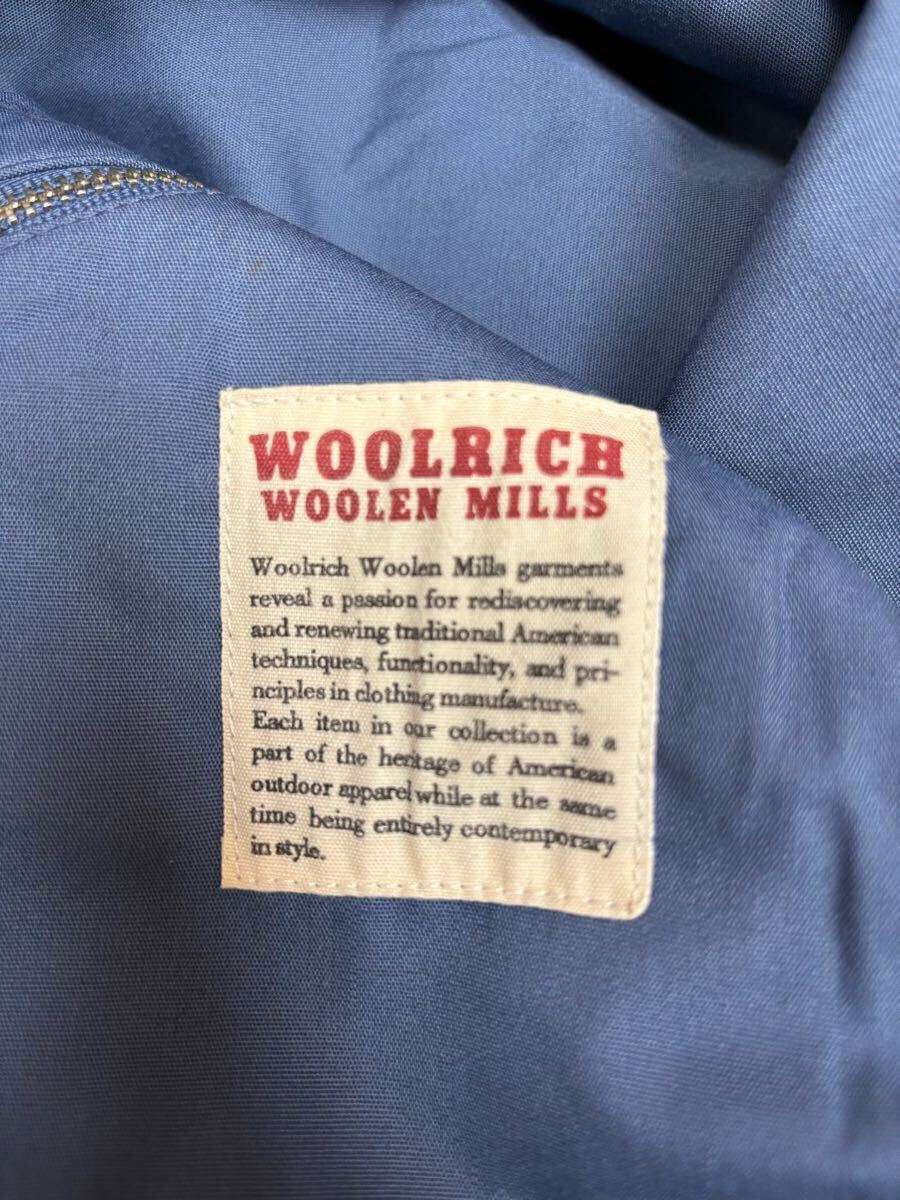 WOOLRICH
WOOLEN MILLS
Woolrich Woolen Mills garments
reveal a passion for rediscovering
and renewing traditional American
techniques, functionality, and pri-
nciples in clothing manufacture.
Each item in our collection is a
part of the heritage of American
outdoor apparel while at the same
time being entirely contemporary
in style.